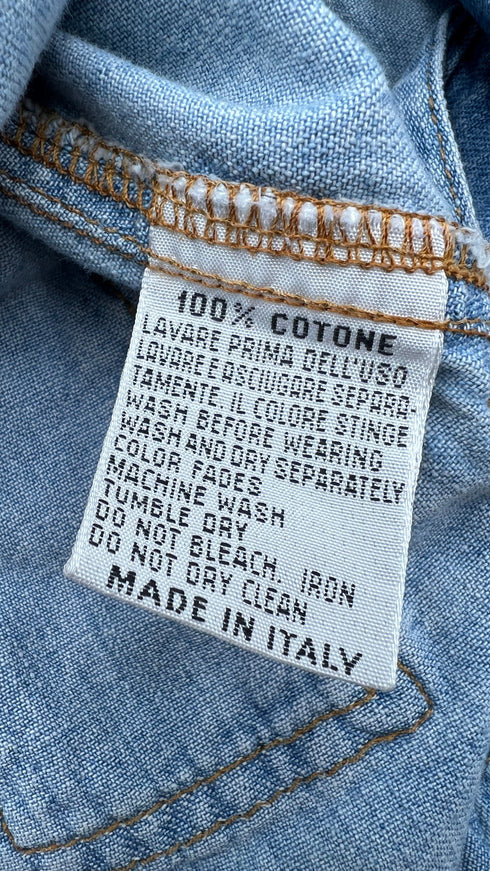 100% COTONE
LAVARE PRIMA DELL'USO
LAVARE E ASCIUGARE SEPARA-
TAMENTE IL COLORE STINGE
WASH BEFORE WEARING
WASH AND DRY SEPARATELY
COLOR FADES
MACHINE WASH
TUMBLE DRY
DO NOT BLEACH. IRON
DO NOT DRY CLEAN
MADE IN ITALY